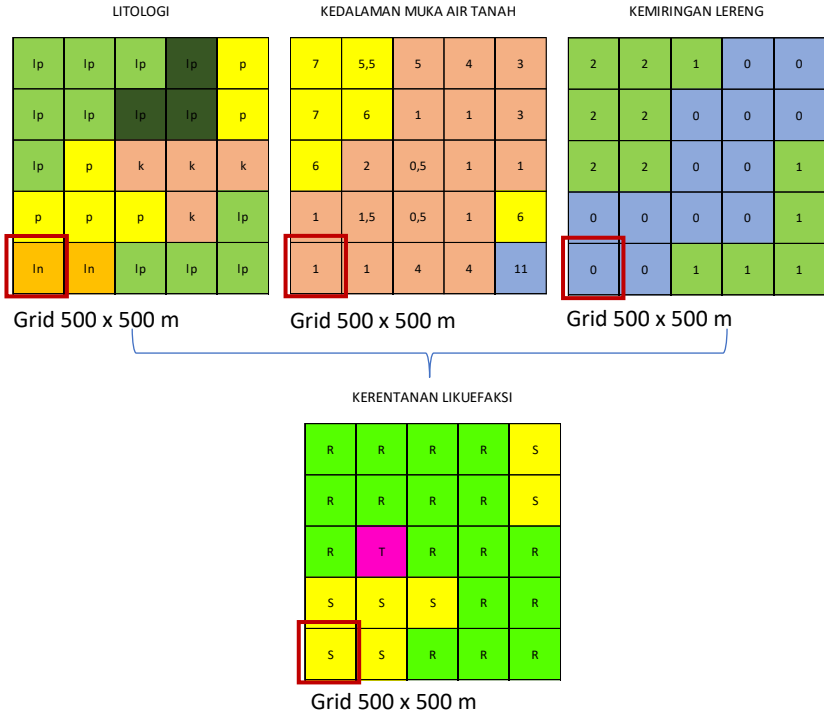 LITOLOGI
lp lp lp lp p
lp lp lp lp p
lp p k k k
p p p k lp
ln ln lp lp lp
Grid 500 x 500 m
KEDALAMAN MUKA AIR TANAH
7 5,5 5 4 3
7 6 1 1 3
6 2 0,5 1 1
1 1,5 0,5 1 6
1 1 4 4 11
Grid 500 x 500 m
KEMIRINGAN LERENG
2 2 1 0 0
2 2 0 0 0
2 2 0 0 1
0 0 0 0 1
0 0 1 1 1
Grid 500 x 500 m
KERENTANAN LIKUEFAKSI
R R R R S
R R R R S
R T R R R
S S S R R
S S R R R
Grid 500 x 500 m